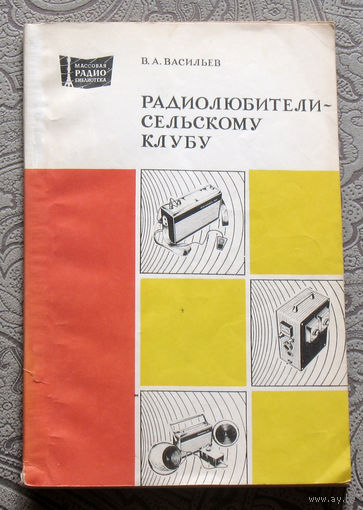 МАССОВАЯ
РАДИО
БИБЛИОТЕКА
В. А. ВАСИЛЬЕВ
РАДИОЛЮБИТЕЛИ-
СЕЛЬСКОМУ
КЛУБУ